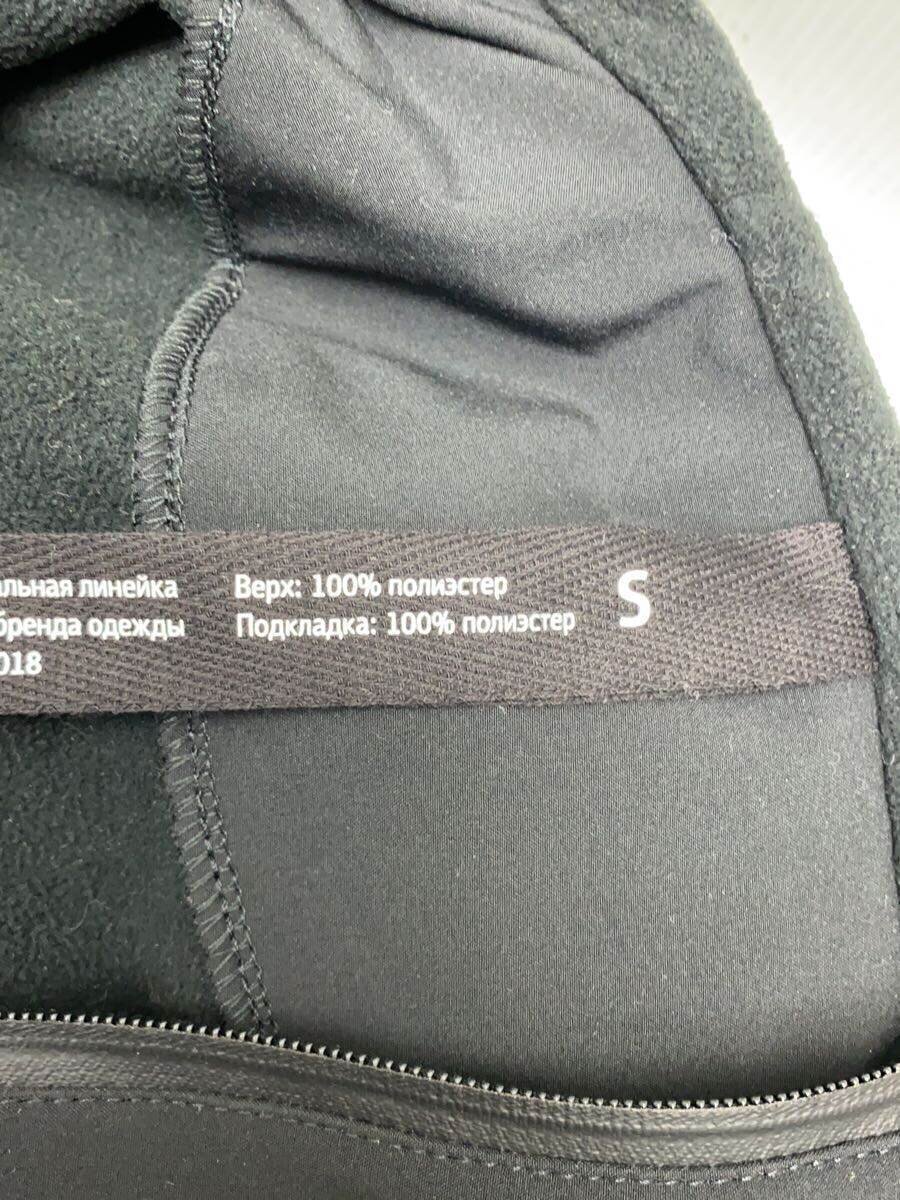 альная линейка
бренда одежды
018
Верх: 100% полиэстер
Подкладка: 100% полиэстер
S